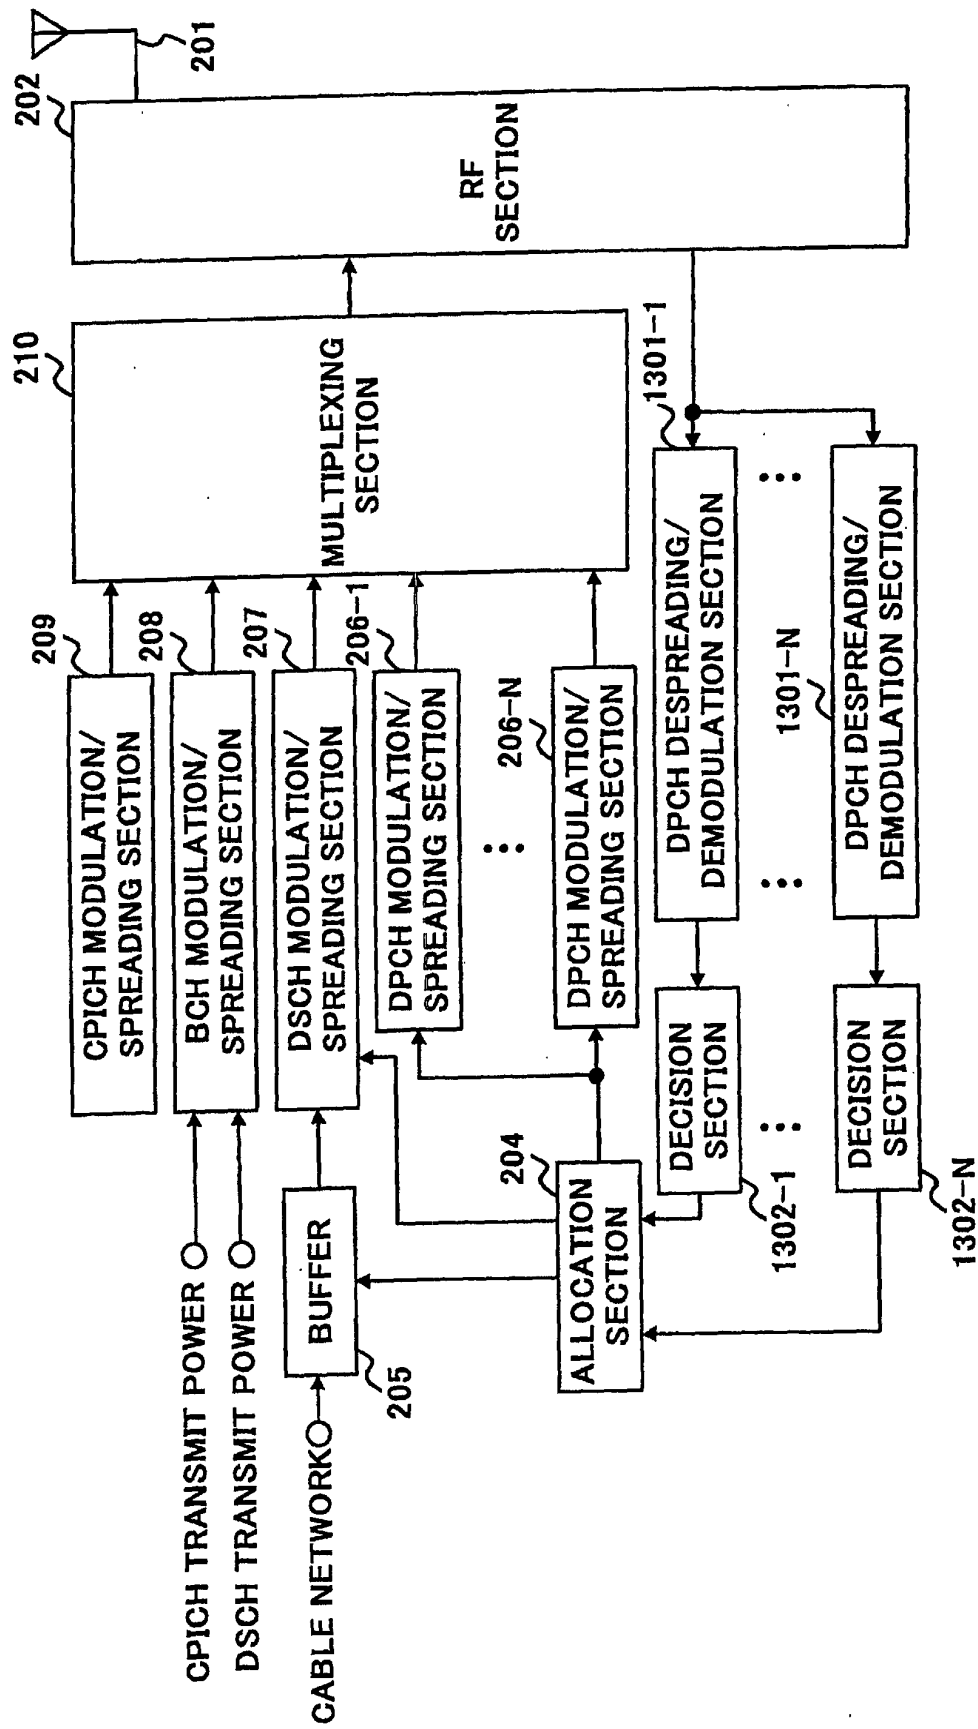 CPICH TRANSMIT POWER
DSCH TRANSMIT POWER
CABLE NETWORK
205
BUFFER
CPICH MODULATION/
SPREADING SECTION
209
BCH MODULATION/
SPREADING SECTION
208
DSCH MODULATION/
SPREADING SECTION
207
DPCH MODULATION/
SPREADING SECTION
206-1
DPCH MODULATION/
SPREADING SECTION
206-N
210
MULTIPLEXING
SECTION
202
RF
SECTION
201
204
ALLOCATION
SECTION
DECISION
SECTION
1302-1
DPCH DESPREADING/
DEMODULATION SECTION
1301-1
DECISION
SECTION
1302-N
DPCH DESPREADING/
DEMODULATION SECTION
1301-N